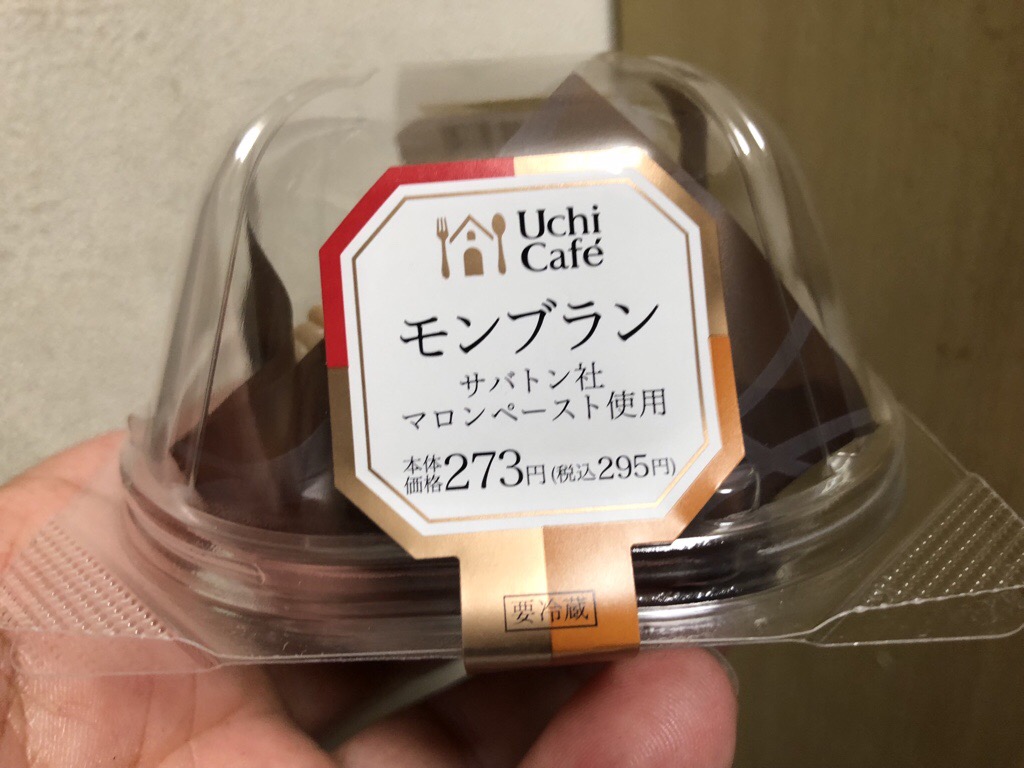 Uchi
Café
モンブラン
サバトン社
マロンペースト使用
本体価格273円(税込295円)
要冷蔵